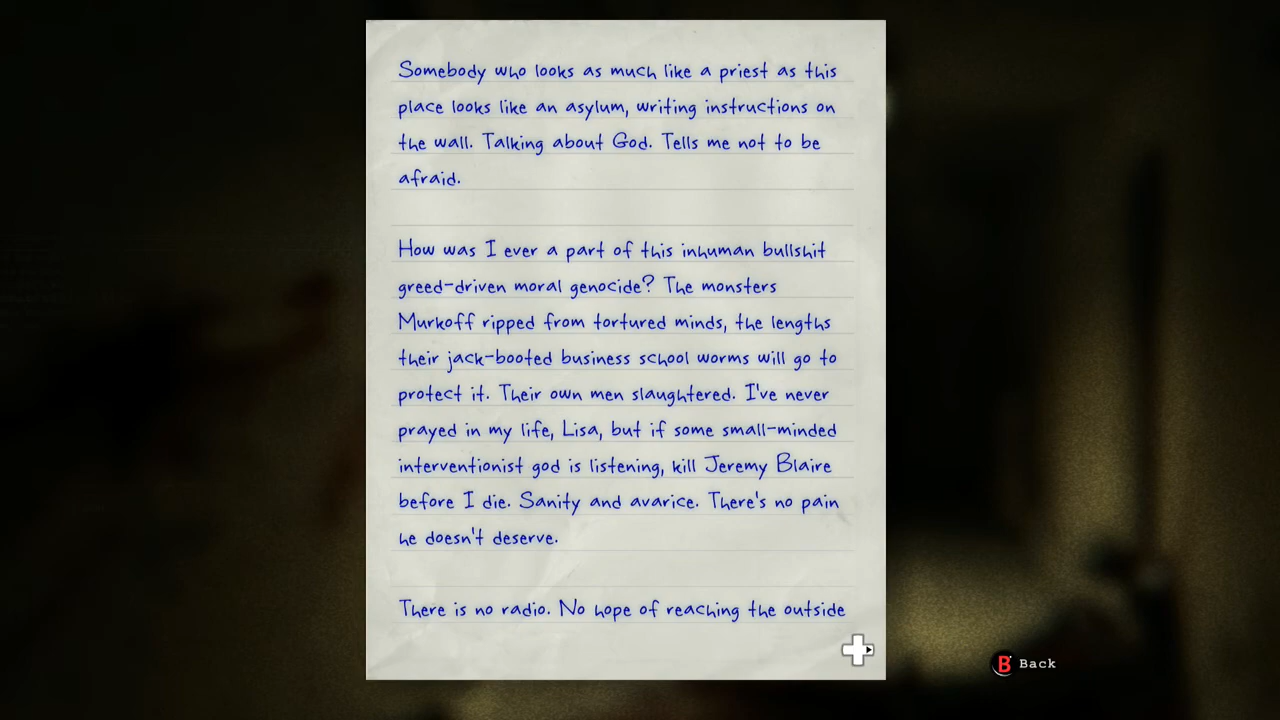 Somebody who looks as much like a priest as this
place looks like an asylum, writing instructions on
the wall. Talking about God. Tells me not to be
afraid.
How was I ever a part of this inhuman bullshit
greed-driven moral genocide? The monsters
Murkoff ripped from tortured minds, the lengths
their jack-booted business school worms will go to
protect it. Their own men slaughtered. I've never
prayed in my life, Lisa, but if some small-minded
interventionist god is listening, kill Jeremy Blaire
before I die. Sanity and avarice. There's no pain
he doesn't deserve.
There is no radio. No hope of reaching the outside
B Back